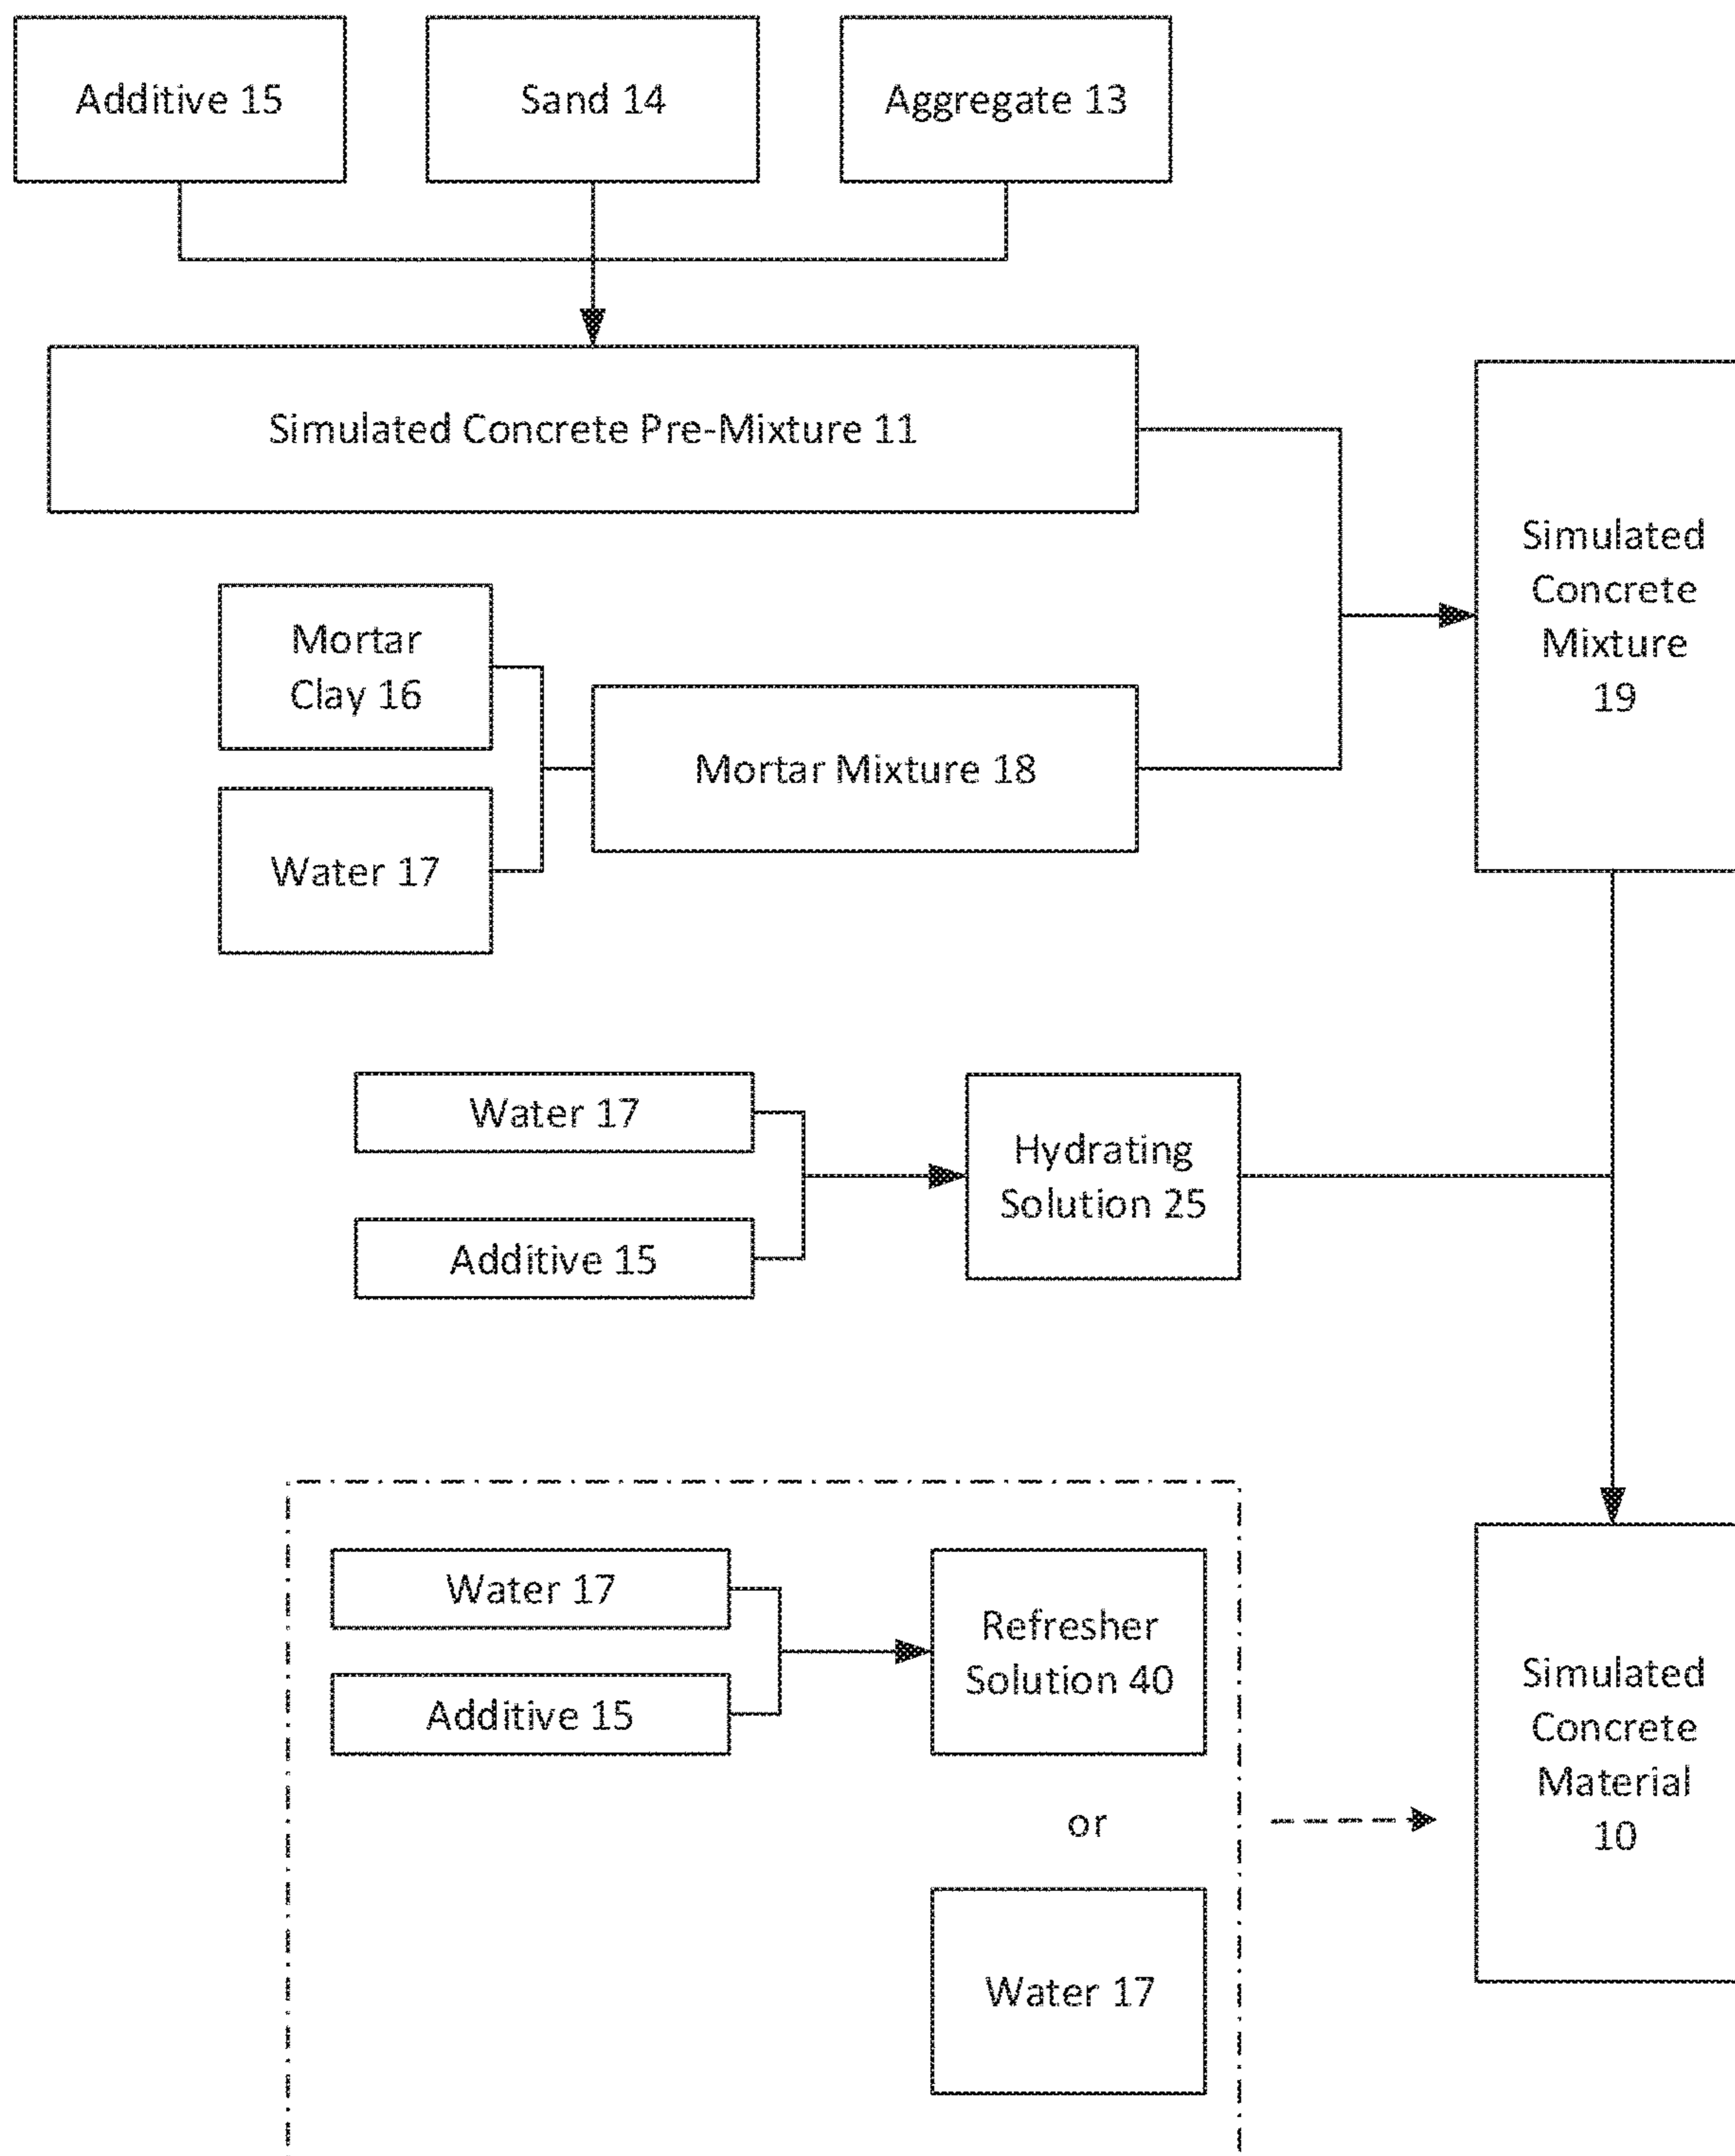 Additive 15
Sand 14
Aggregate 13
Simulated Concrete Pre-Mixture 11
Simulated
Concrete
Mixture
19
Mortar
Clay 16
Mortar Mixture 18
Water 17
Water 17
Hydrating
Solution 25
Additive 15
Water 17
Refresher
Solution 40
Additive 15
Simulated
Concrete
Material
10
or
Water 17